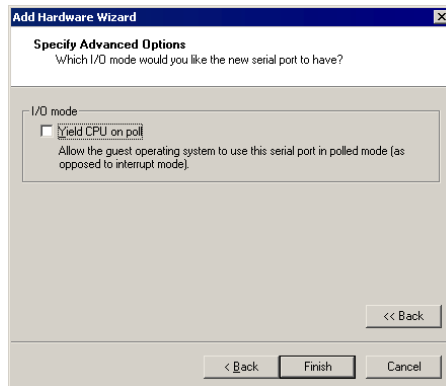 Add Hardware Wizard
Specify Advanced Options
Which I/O mode would you like the new serial port to have?
I/O mode
Yield CPU on poll
Allow the guest operating system to use this serial port in polled mode (as
opposed to interrupt mode).
<< Back
< Back Finish Cancel